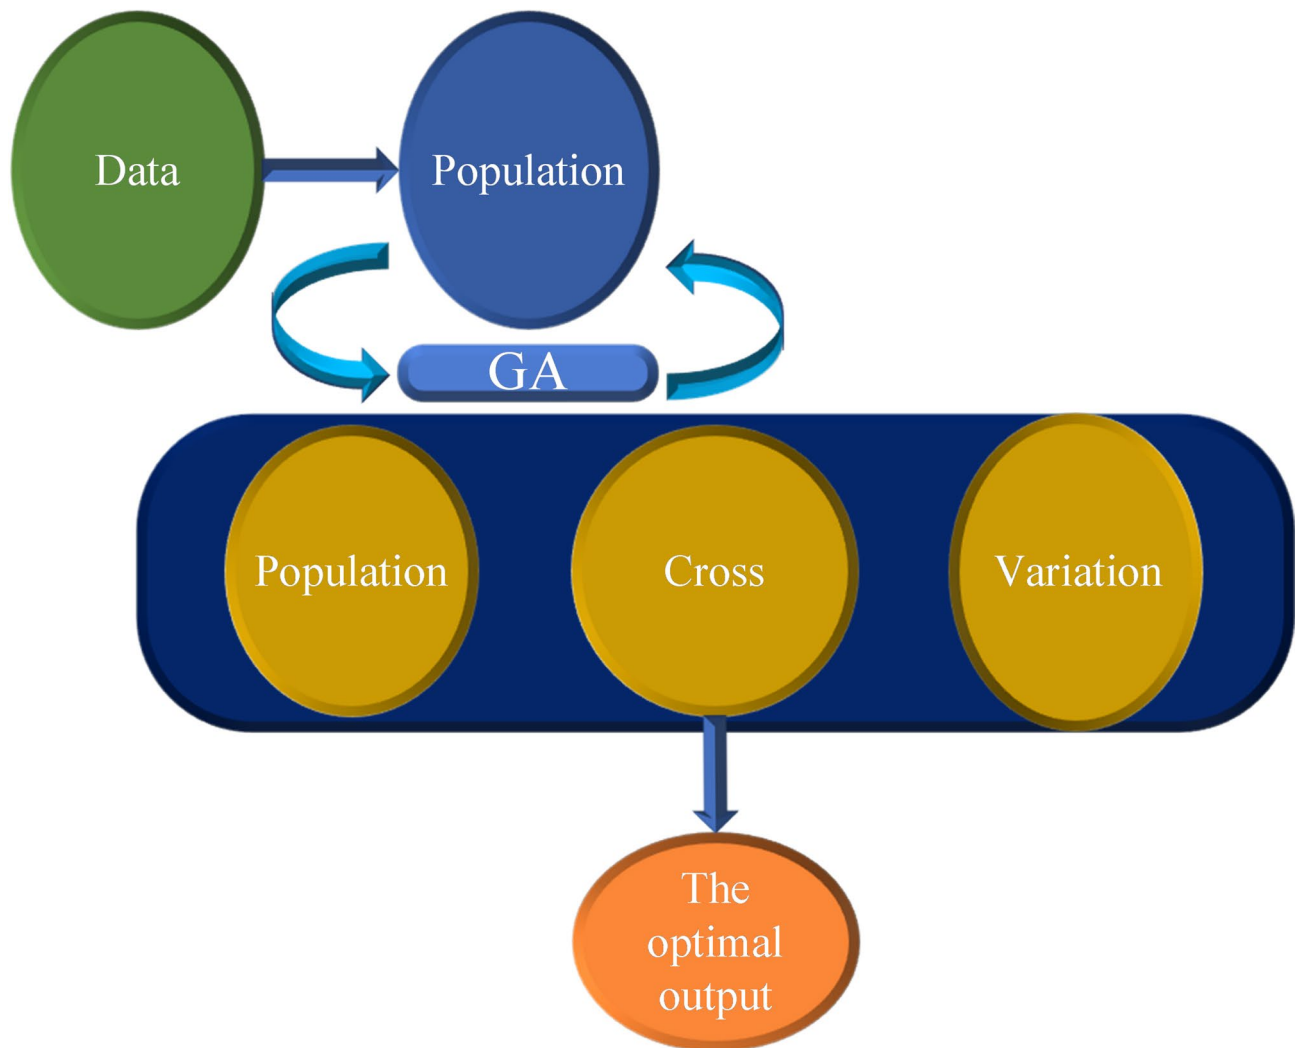 Data
Population
GA
Population
Cross
Variation
The
optimal
output